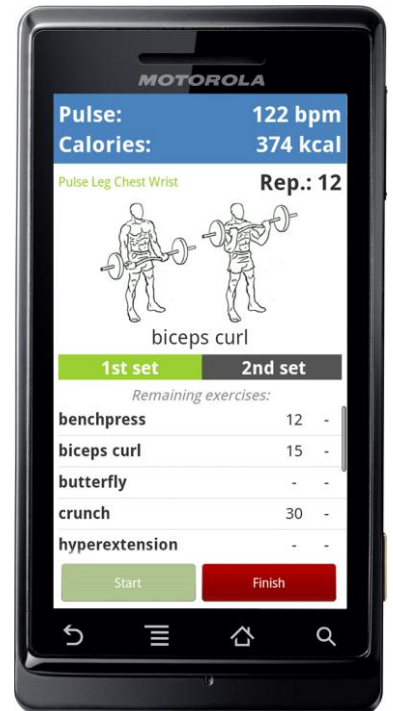 MOTOROLA
Pulse: 122 bpm
Calories: 374 kcal
Pulse Leg Chest Wrist Rep.: 12
biceps curl
1st set 2nd set
Remaining exercises:
benchpress 12 -
biceps curl 15 -
butterfly - -
crunch 30 -
hyperextension - -
Start Finish